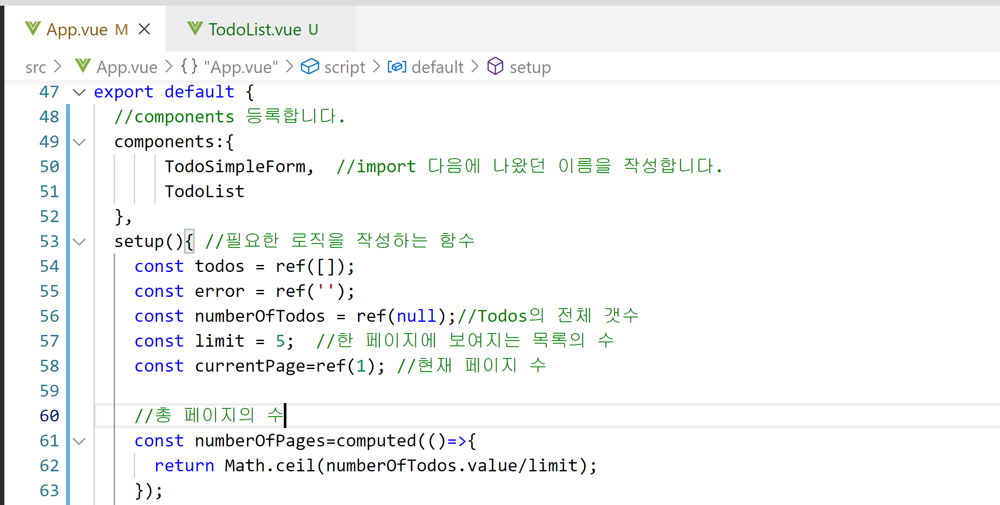 App.vue M
TodoList.vue U
src > App.vue > {} "App.vue" > script > default > setup
47 export default {
48 //components 등록합니다.
49 components:{
50 TodoSimpleForm, //import 다음에 나왔던 이름을 작성합니다.
51 TodoList
52 },
53 setup(){ //필요한 로직을 작성하는 함수
54 const todos = ref([]);
55 const error = ref('');
56 const numberOfTodos = ref(null);//Todos의 전체 갯수
57 const limit = 5; //한 페이지에 보여지는 목록의 수
58 const currentPage=ref(1); //현재 페이지 수
59
60 //총 페이지의 수
61 const numberOfPages=computed(()=>{
62 return Math.ceil(numberOfTodos.value/limit);
63 });